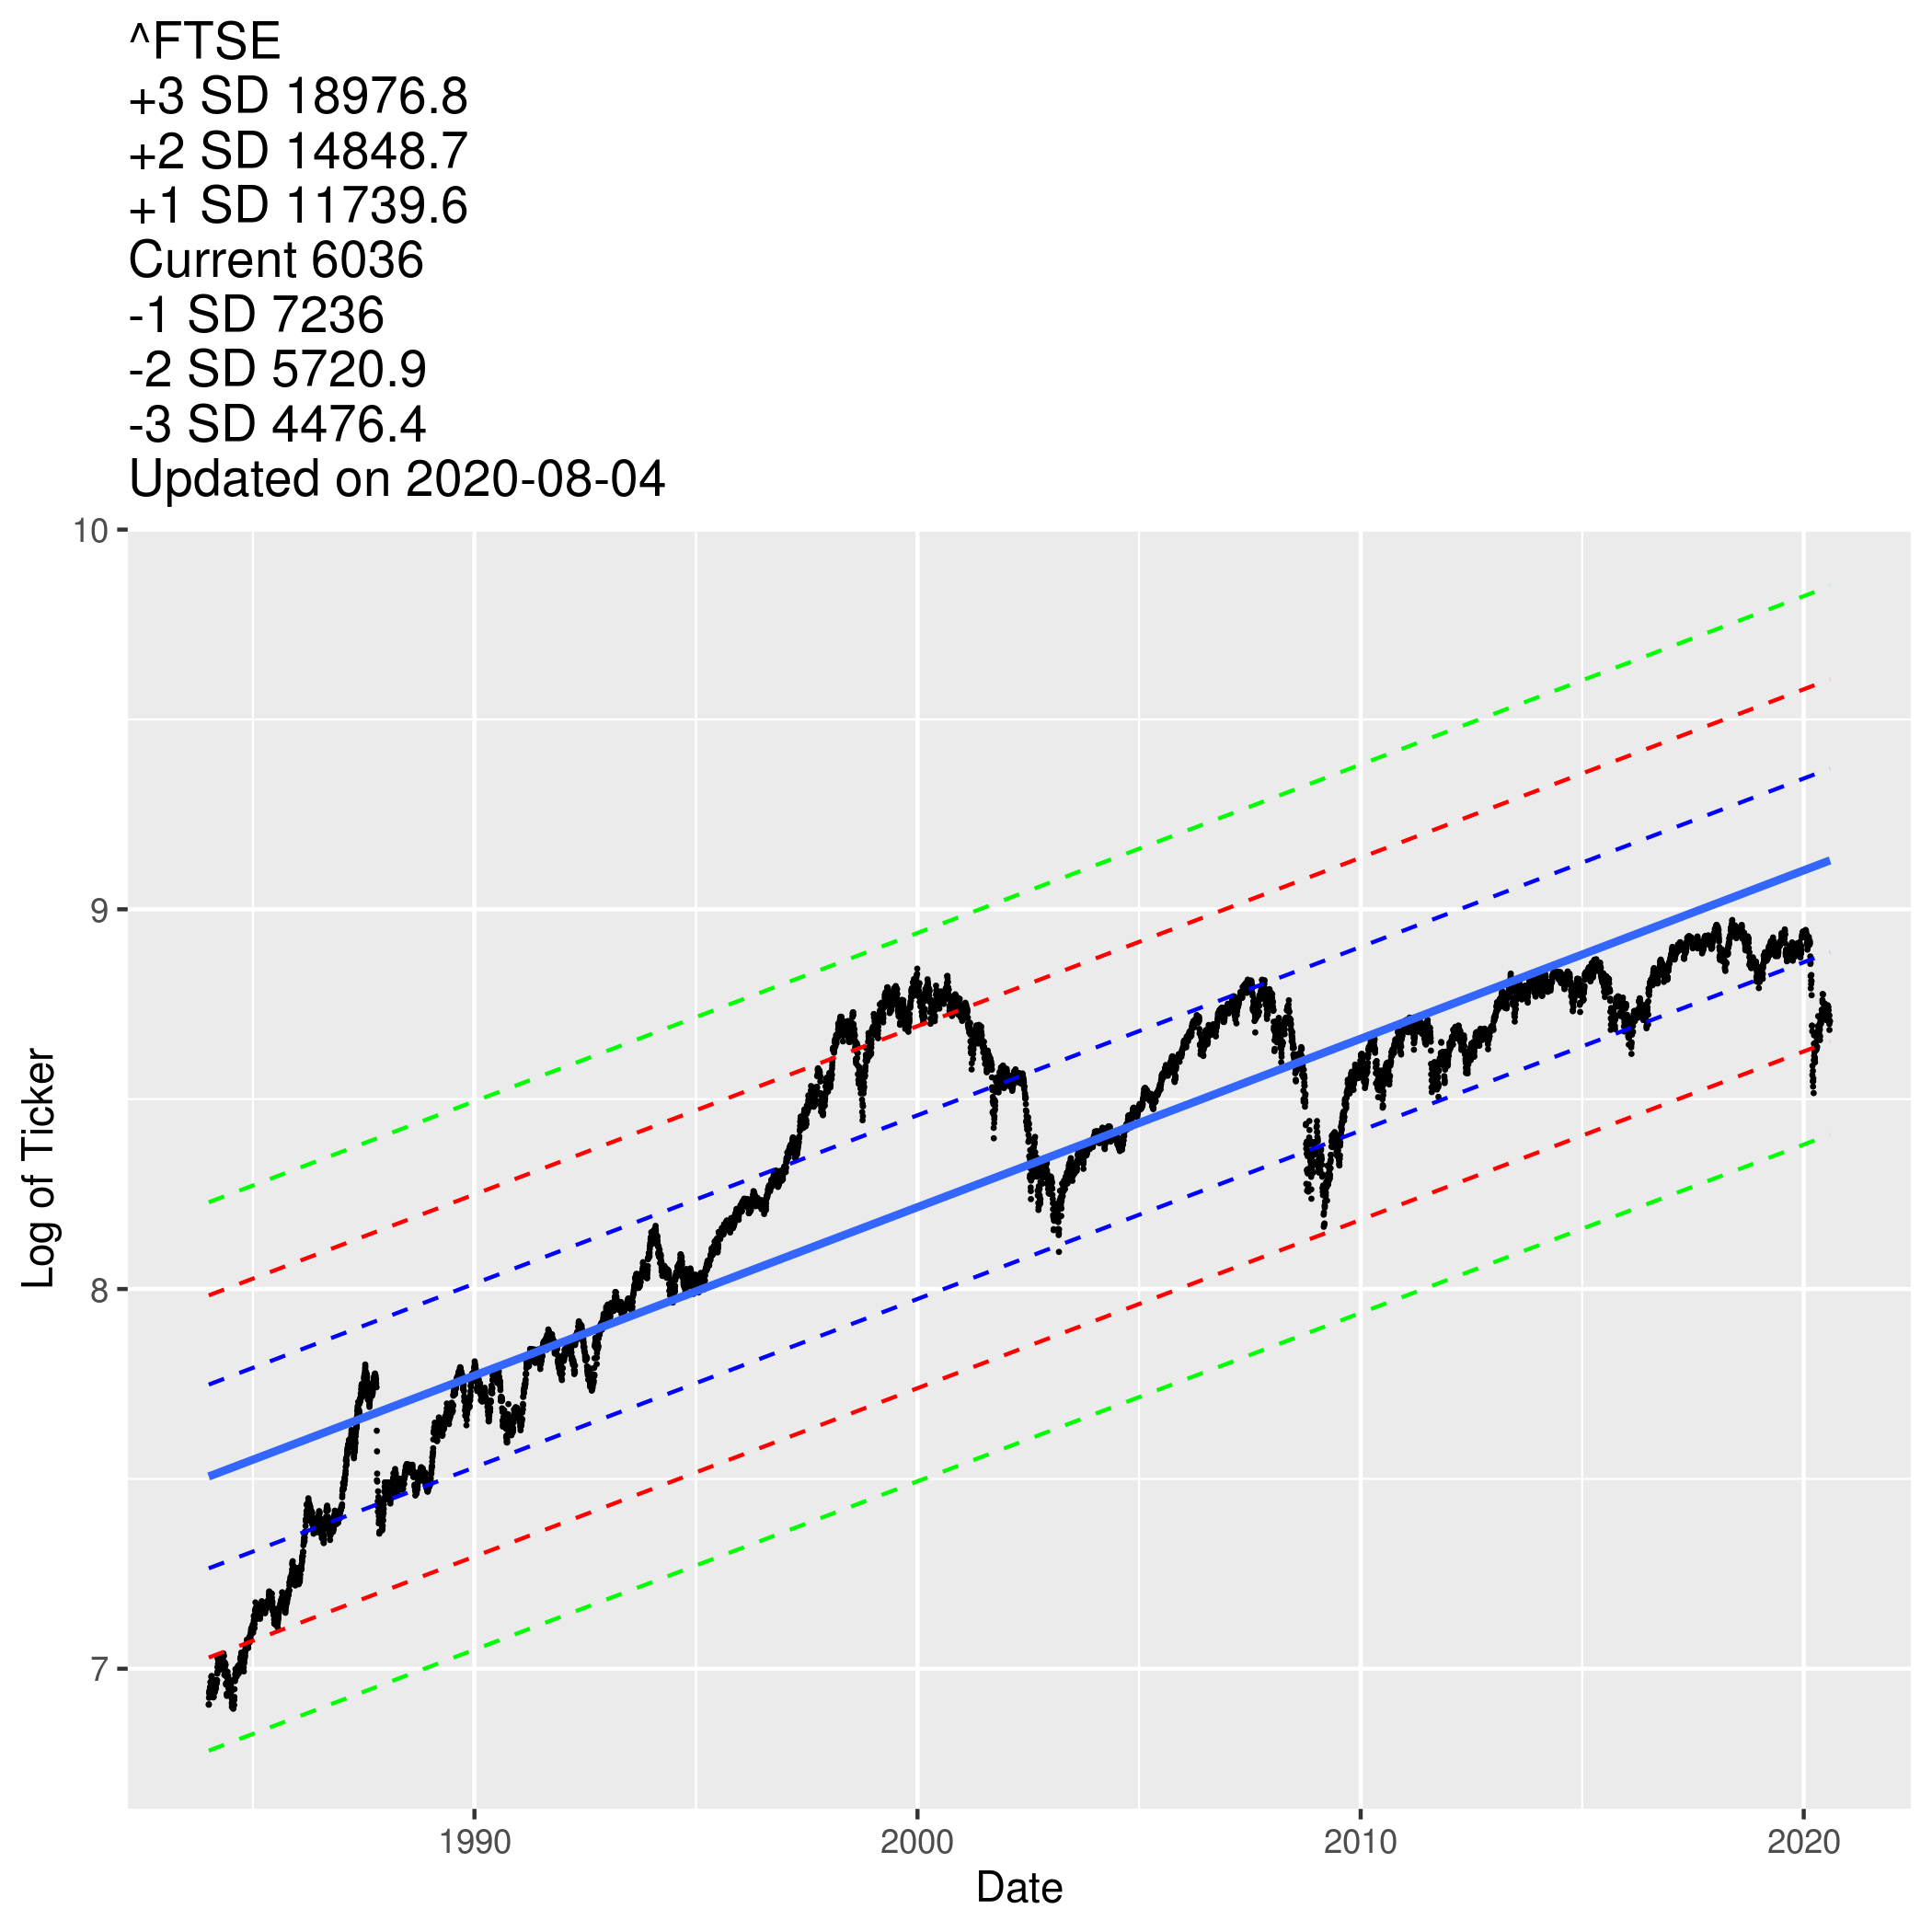 ^FTSE
+3 SD 18976.8
+2 SD 14848.7
+1 SD 11739.6
Current 6036
-1 SD 7236
-2 SD 5720.9
-3 SD 4476.4
Updated on 2020-08-04
10
9
8
7
Log of Ticker
1990
2000
2010
2020
Date